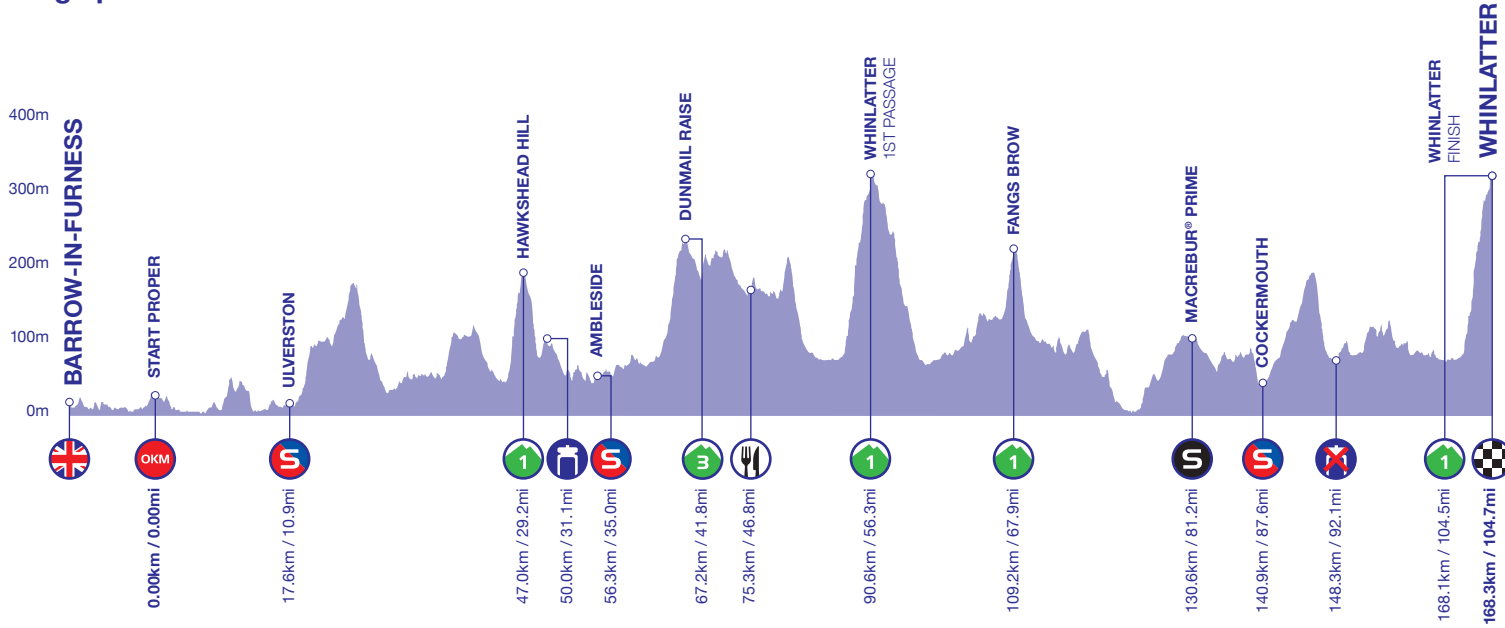 400m
300m
200m
100m
0m
BARROW-IN-FURNESS
START PROPER
ULVERSTON
HAWKSHEAD HILL
AMBLESIDE
DUNMAIL RAISE
WHINLATTER
1ST PASSAGE
FANGS BROW
MACREBUR® PRIME
COCKERMOUTH
WHINLATTER
FINISH
WHINLATTER
0KM
S
1
S
3
1
1
S
S
1
0.00km / 0.00mi
17.6km / 10.9mi
47.0km / 29.2mi
50.0km / 31.1mi
56.3km / 35.0mi
67.2km / 41.8mi
75.3km / 46.8mi
90.6km / 56.3mi
109.2km / 67.9mi
130.6km / 81.2mi
140.9km / 87.6mi
148.3km / 92.1mi
168.1km / 104.5mi
168.3km / 104.7mi